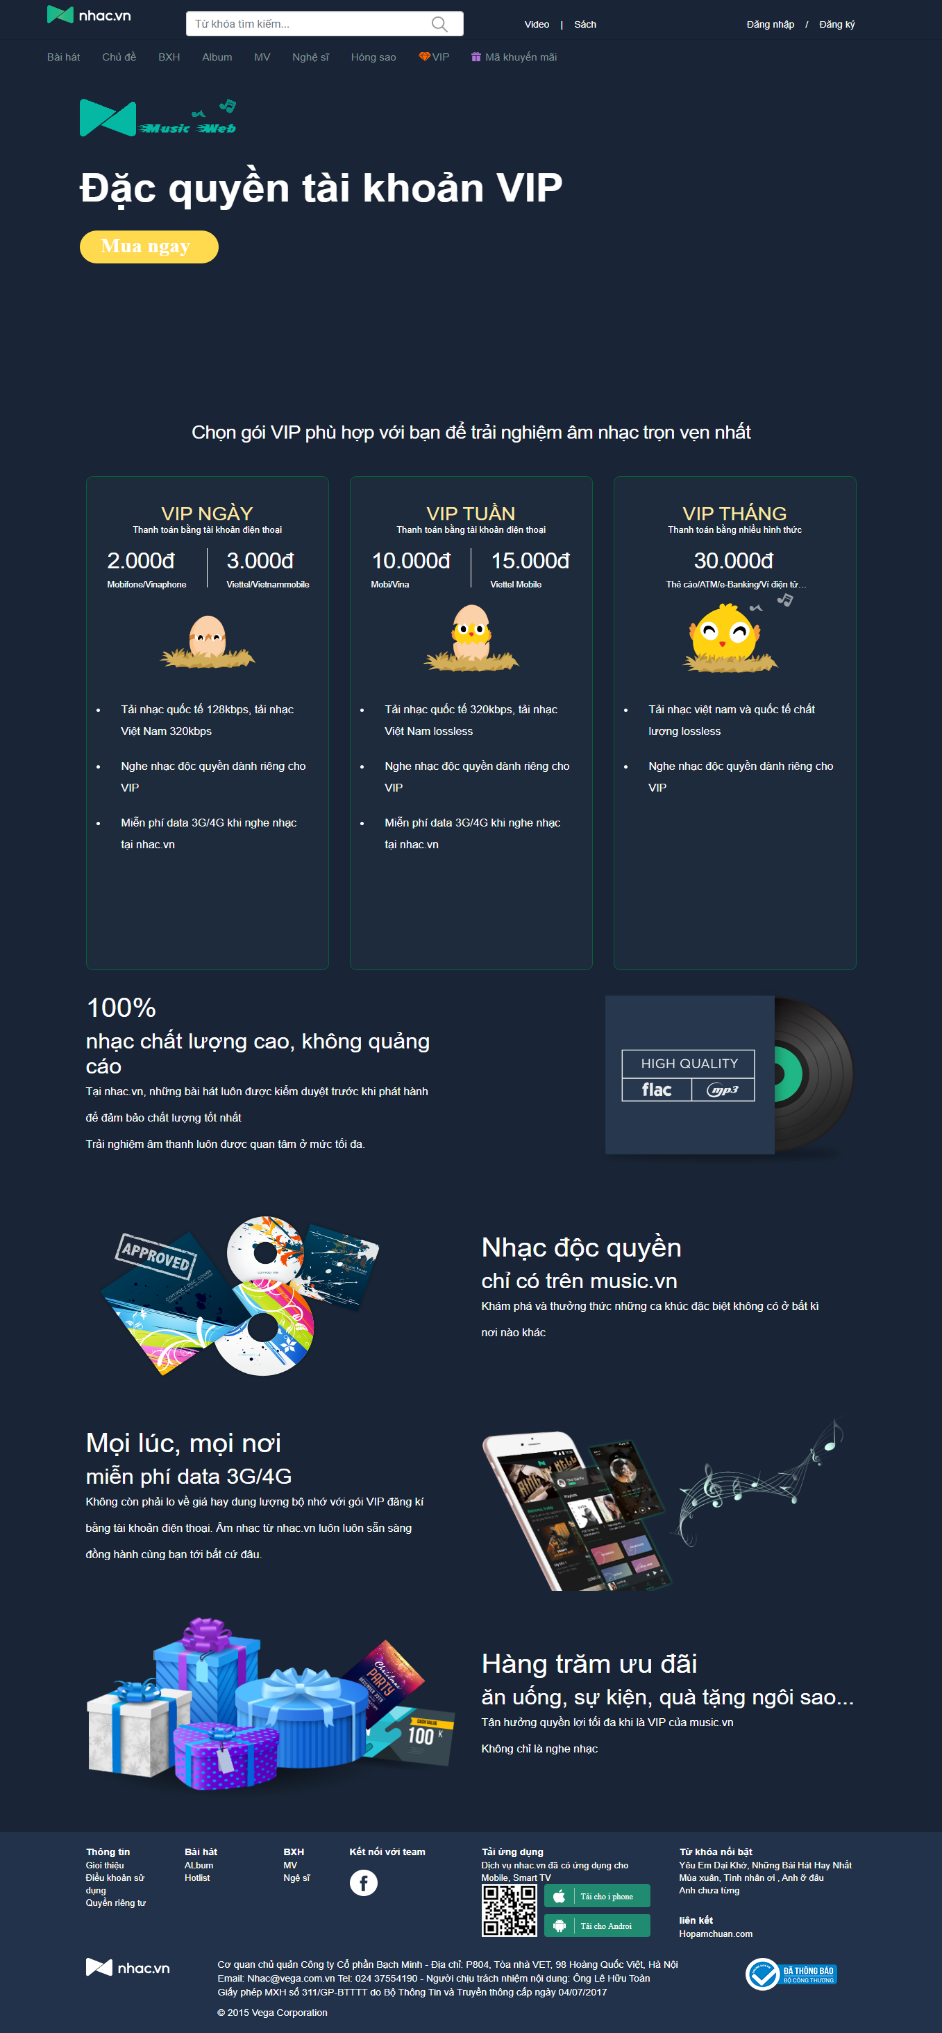 nhac.vn
Từ khóa tìm kiếm...
Video | Sách
Đăng nhập / Đăng ký
Bài hát Chủ đề BXH Album MV Nghệ sĩ Hóng sao VIP Mã khuyến mãi
Music Web
Đặc quyền tài khoản VIP
Mua ngay
Chọn gói VIP phù hợp với bạn để trải nghiệm âm nhạc trọn vẹn nhất
VIP NGÀY
Thanh toán bằng tài khoản điện thoại
2.000đ 3.000đ
Mobifone/Vinaphone Viettel/Vietnammobile
Tải nhạc quốc tế 128kbps, tải nhạc
Việt Nam 320kbps
Nghe nhạc độc quyền dành riêng cho
VIP
Miễn phí data 3G/4G khi nghe nhạc
tại nhac.vn
VIP TUẦN
Thanh toán bằng tài khoản điện thoại
10.000đ 15.000đ
Mobi/Vina Viettel Mobile
Tải nhạc quốc tế 320kbps, tải nhạc
Việt Nam lossless
Nghe nhạc độc quyền dành riêng cho
VIP
Miễn phí data 3G/4G khi nghe nhạc
tại nhac.vn
VIP THÁNG
Thanh toán bằng nhiều hình thức
30.000đ
Thẻ cào/ATM/e-Banking/Ví điện tử...
Tải nhạc việt nam và quốc tế chất
lượng lossless
Nghe nhạc độc quyền dành riêng cho
VIP
100%
nhạc chất lượng cao, không quảng
cáo
Tại nhac.vn, những bài hát luôn được kiểm duyệt trước khi phát hành
để đảm bảo chất lượng tốt nhất
Trải nghiệm âm thanh luôn được quan tâm ở mức tối đa.
HIGH QUALITY
flac mp3
APPROVED
Nhạc độc quyền
chỉ có trên music.vn
Khám phá và thưởng thức những ca khúc đặc biệt không có ở bất kì
nơi nào khác
Mọi lúc, mọi nơi
miễn phí data 3G/4G
Không còn phải lo về giá hay dung lượng bộ nhớ với gói VIP đăng kí
bằng tài khoản điện thoại. Âm nhạc từ nhac.vn luôn luôn sẵn sàng
đồng hành cùng bạn tới bất cứ đâu.
Christmas
PARTY
100 K
Hàng trăm ưu đãi
ăn uống, sự kiện, quà tặng ngôi sao...
Tận hưởng quyền lợi tối đa khi là VIP của music.vn
Không chỉ là nghe nhạc
Thông tin
Gioi thiệu
Điều khoản sử
dụng
Quyền riêng tư
Bài hát
ALbum
Hotlist
BXH
MV
Ngệ sĩ
Kết nối với team
Tải ứng dụng
Dịch vụ nhac.vn đã có ứng dụng cho
Mobile, Smart TV
Tải cho i phone
Tải cho Androi
Từ khóa nổi bật
Yêu Em Dại Khờ, Những Bài Hát Hay Nhất
Mùa xuân, Tình nhân ơi , Anh ở đâu
Anh chưa từng
liên kết
Hopamchuan.com
nhac.vn
Cơ quan chủ quản Công ty Cổ phần Bạch Minh - Địa chỉ: P804, Tòa nhà VET, 98 Hoàng Quốc Việt, Hà Nội
Email: Nhac@vega.com.vn Tel: 024 37554190 - Người chịu trách nhiệm nội dung: Ông Lê Hữu Toàn
Giấy phép MXH số 311/GP-BTTTT do Bộ Thông Tin và Truyền thông cấp ngày 04/07/2017
© 2015 Vega Corporation
ĐÃ THÔNG BÁO
BỘ CÔNG THƯƠNG